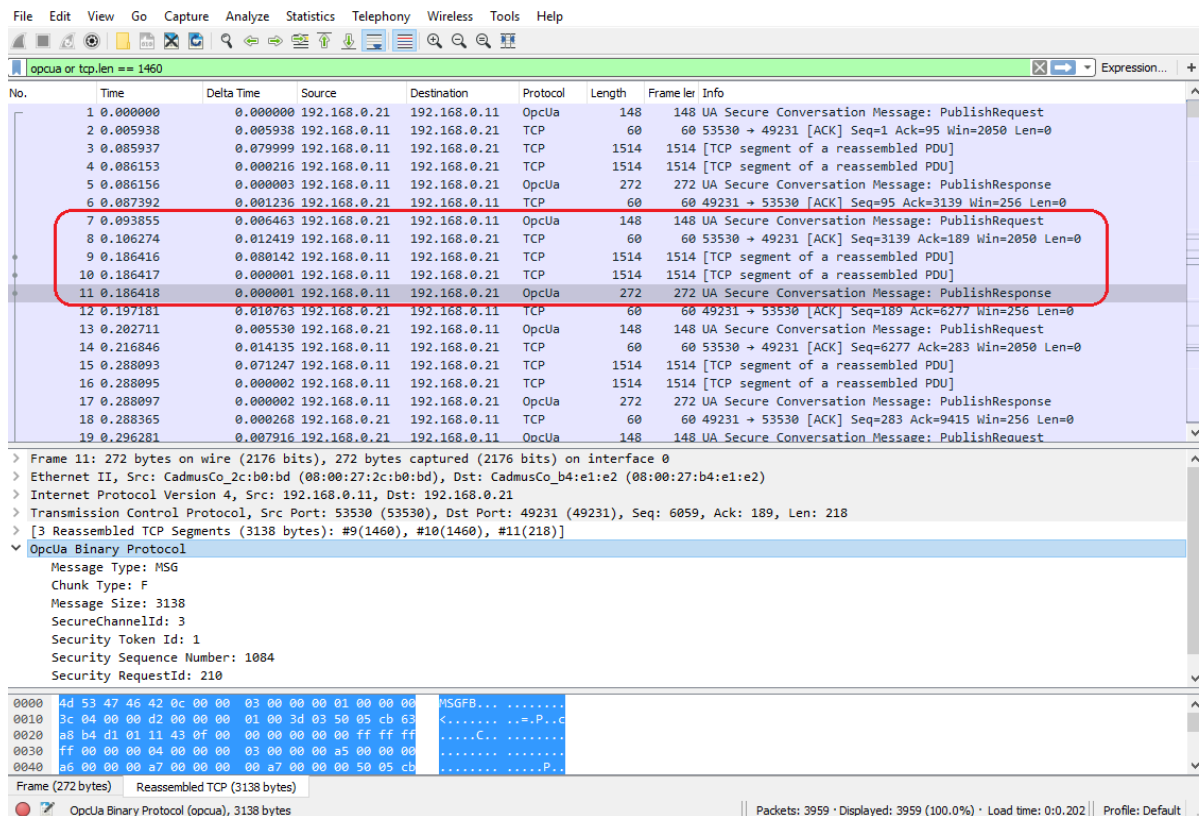 File Edit View Go Capture Analyze Statistics Telephony Wireless Tools Help
opcua or tcp.len == 1460 Expression... +
No. Time Delta Time Source Destination Protocol Length Frame ler Info
1 0.000000 0.000000 192.168.0.21 192.168.0.11 OpcUa 148 148 UA Secure Conversation Message: PublishRequest
2 0.005938 0.005938 192.168.0.11 192.168.0.21 TCP 60 60 53530 → 49231 [ACK] Seq=1 Ack=95 Win=2050 Len=0
3 0.085937 0.079999 192.168.0.11 192.168.0.21 TCP 1514 1514 [TCP segment of a reassembled PDU]
4 0.086153 0.000216 192.168.0.11 192.168.0.21 TCP 1514 1514 [TCP segment of a reassembled PDU]
5 0.086156 0.000003 192.168.0.11 192.168.0.21 OpcUa 272 272 UA Secure Conversation Message: PublishResponse
6 0.087392 0.001236 192.168.0.21 192.168.0.11 TCP 60 60 49231 → 53530 [ACK] Seq=95 Ack=3139 Win=256 Len=0
7 0.093855 0.006463 192.168.0.21 192.168.0.11 OpcUa 148 148 UA Secure Conversation Message: PublishRequest
8 0.106274 0.012419 192.168.0.11 192.168.0.21 TCP 60 60 53530 → 49231 [ACK] Seq=3139 Ack=189 Win=2050 Len=0
9 0.186416 0.080142 192.168.0.11 192.168.0.21 TCP 1514 1514 [TCP segment of a reassembled PDU]
10 0.186417 0.000001 192.168.0.11 192.168.0.21 TCP 1514 1514 [TCP segment of a reassembled PDU]
11 0.186418 0.000001 192.168.0.11 192.168.0.21 OpcUa 272 272 UA Secure Conversation Message: PublishResponse
12 0.197181 0.010763 192.168.0.21 192.168.0.11 TCP 60 60 49231 → 53530 [ACK] Seq=189 Ack=6277 Win=256 Len=0
13 0.202711 0.005530 192.168.0.21 192.168.0.11 OpcUa 148 148 UA Secure Conversation Message: PublishRequest
14 0.216846 0.014135 192.168.0.11 192.168.0.21 TCP 60 60 53530 → 49231 [ACK] Seq=6277 Ack=283 Win=2050 Len=0
15 0.288093 0.071247 192.168.0.11 192.168.0.21 TCP 1514 1514 [TCP segment of a reassembled PDU]
16 0.288095 0.000002 192.168.0.11 192.168.0.21 TCP 1514 1514 [TCP segment of a reassembled PDU]
17 0.288097 0.000002 192.168.0.11 192.168.0.21 OpcUa 272 272 UA Secure Conversation Message: PublishResponse
18 0.288365 0.000268 192.168.0.21 192.168.0.11 TCP 60 60 49231 → 53530 [ACK] Seq=283 Ack=9415 Win=256 Len=0
19 0.296281 0.007916 192.168.0.21 192.168.0.11 OpcUa 148 148 UA Secure Conversation Message: PublishRequest
> Frame 11: 272 bytes on wire (2176 bits), 272 bytes captured (2176 bits) on interface 0
> Ethernet II, Src: CadmusCo_2c:b0:bd (08:00:27:2c:b0:bd), Dst: CadmusCo_b4:e1:e2 (08:00:27:b4:e1:e2)
> Internet Protocol Version 4, Src: 192.168.0.11, Dst: 192.168.0.21
> Transmission Control Protocol, Src Port: 53530 (53530), Dst Port: 49231 (49231), Seq: 6059, Ack: 189, Len: 218
> [3 Reassembled TCP Segments (3138 bytes): #9(1460), #10(1460), #11(218)]
OpcUa Binary Protocol
Message Type: MSG
Chunk Type: F
Message Size: 3138
SecureChannelId: 3
Security Token Id: 1
Security Sequence Number: 1084
Security RequestId: 210
0000 4d 53 47 46 42 0c 00 00 03 00 00 00 01 00 00 00 MSGFB... ........
0010 3c 04 00 00 d2 00 00 00 01 00 3d 03 50 05 cb 63 <....... ..=.P..c
0020 a8 b4 d1 01 11 43 0f 00 00 00 00 00 00 ff ff ff .....C.. ........
0030 ff 00 00 00 04 00 00 00 03 00 00 00 a5 00 00 00 ........ ........
0040 a6 00 00 00 a7 00 00 00 00 a7 00 00 00 50 05 cb ........ .....P..
Frame (272 bytes) Reassembled TCP (3138 bytes)
OpcUa Binary Protocol (opcua), 3138 bytes Packets: 3959 · Displayed: 3959 (100.0%) · Load time: 0:0.202 Profile: Default